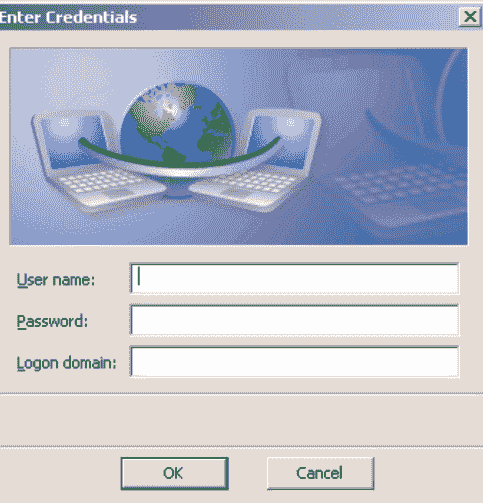 Enter Credentials
User name:
Password:
Logon domain:
OK
Cancel